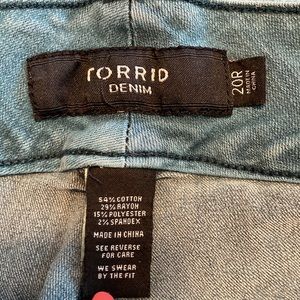 TORRID
DENIM
20R
MADE IN
CHINA
54% COTTON
29% RAYON
15% POLYESTER
2% SPANDEX
MADE IN CHINA
SEE REVERSE
FOR CARE
WE SWEAR
BY THE FIT